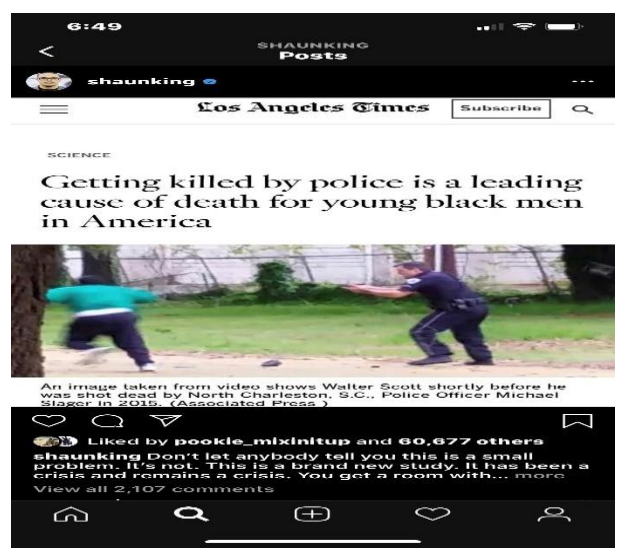 6:49
SHAUNKING
Posts
shaunking
Los Angeles Times
Subscribe
SCIENCE
Getting killed by police is a leading
cause of death for young black men
in America
An image taken from video shows Walter Scott shortly before he
was shot dead by North Charleston, S.C., Police Officer Michael
Slager in 2015. (Associated Press )
Liked by pookie_mixinitup and 60,677 others
shaunking Don't let anybody tell you this is a small
problem. It's not. This is a brand new study. It has been a
crisis and remains a crisis. You get a room with... more
View all 2,107 comments